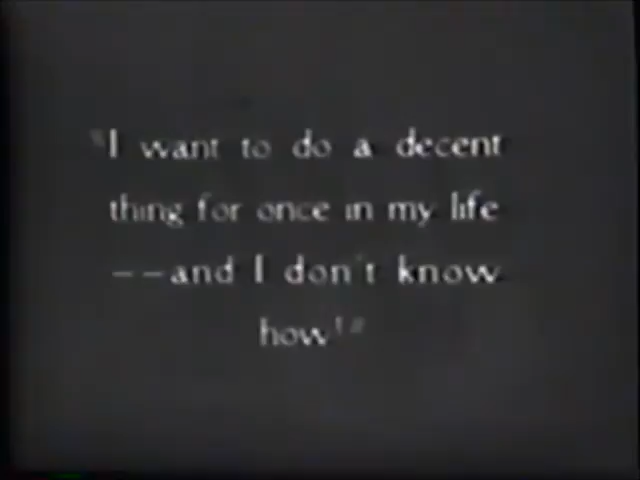 "I want to do a decent
thing for once in my life
--and I don't know
how!"